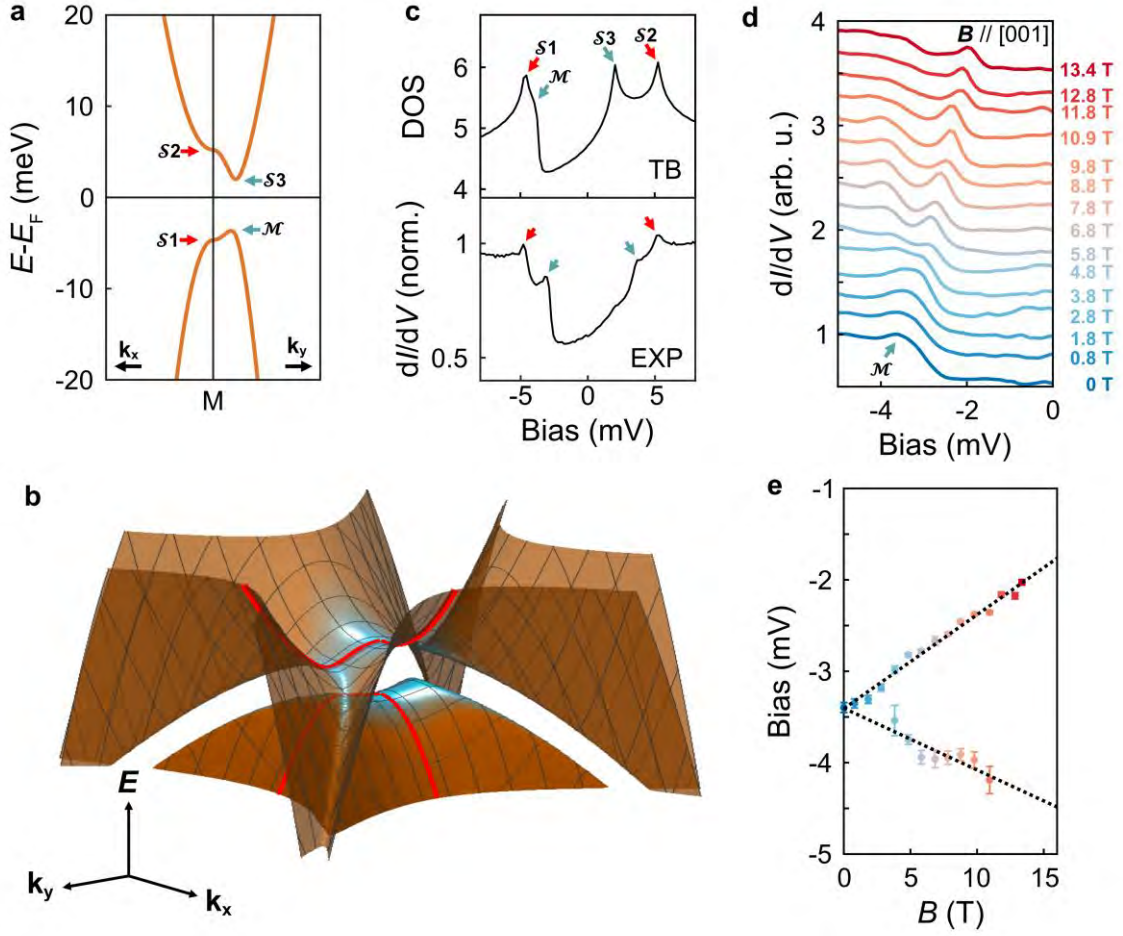 a
20
10
0
-10
-20
E-E_F (meV)
S2
S3
S1
M
k_x
k_y
M
b
E
k_y
k_x
c
S1
M
S3
S2
6
5
4
DOS
TB
1
0.5
dI/dV (norm.)
EXP
-5
0
5
Bias (mV)
d
B // [001]
4
3
2
1
dI/dV (arb. u.)
13.4 T
12.8 T
11.8 T
10.9 T
9.8 T
8.8 T
7.8 T
6.8 T
5.8 T
4.8 T
3.8 T
2.8 T
1.8 T
0.8 T
0 T
M
-4
-2
0
Bias (mV)
e
-1
-2
-3
-4
-5
Bias (mV)
0
5
10
15
B (T)